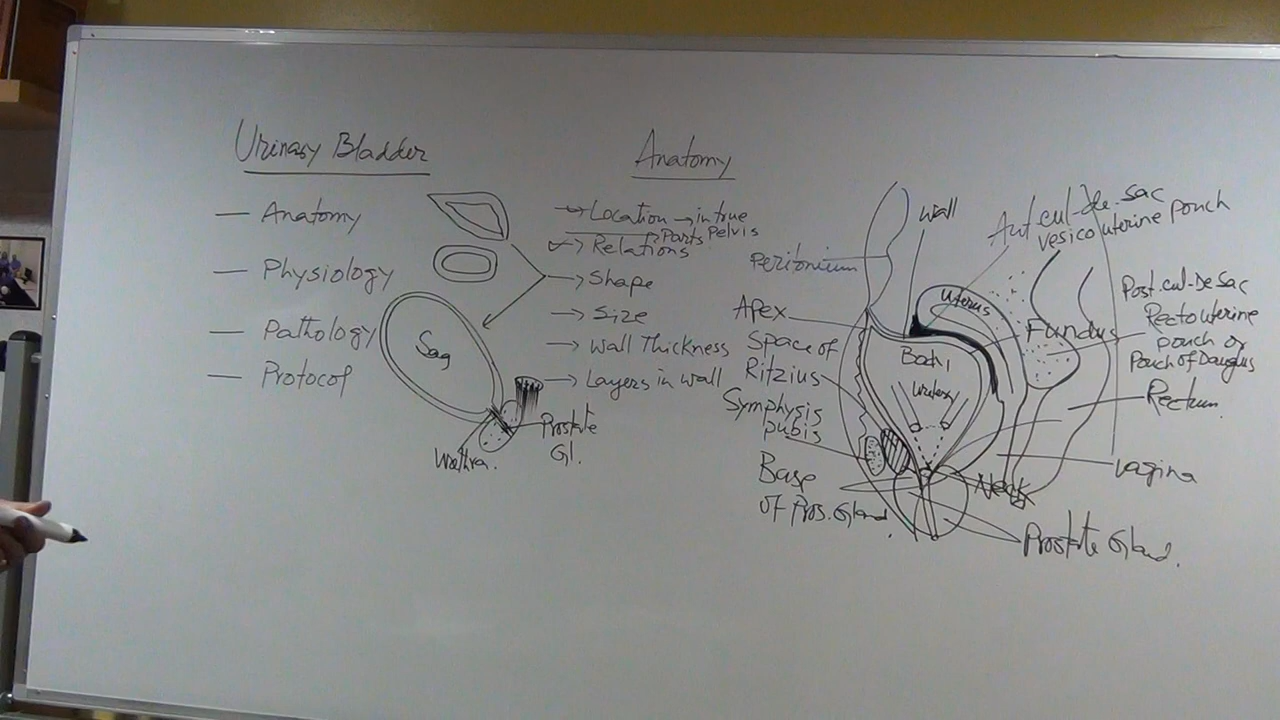 Urinary Bladder
— Anatomy
— Physiology
— Pathology
— Protocol
Sag
Urethra.
Prostate
Gl.
Anatomy
→ Location → in true
Parts Pelvis
→ Relations
→ Shape
→ Size
→ Wall Thickness
→ Layers in wall
Wall
Peritonium
Apex
Space of
Ritzius
Symphysis
pubis
Base
of Pros. Gland.
Ant. cul-de-sac
vesico uterine pouch
Uterus
Fundus
Body
Ureters
Post. cul-De Sac
Recto uterine
pouch or
Pouch of Dauglus
Rectum
vagina
Neck
Prostate Gland.